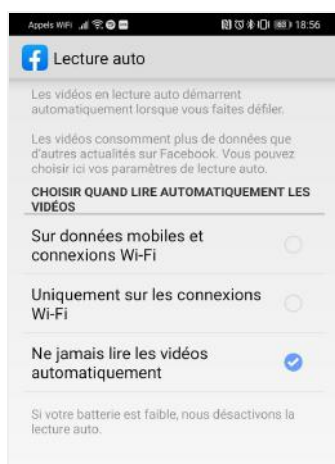 Appels WiFi 18:56
Lecture auto
Les vidéos en lecture auto démarrent
automatiquement lorsque vous faites défiler.
Les vidéos consomment plus de données que
d'autres actualités sur Facebook. Vous pouvez
choisir ici vos paramètres de lecture auto.
CHOISIR QUAND LIRE AUTOMATIQUEMENT LES
VIDÉOS
Sur données mobiles et
connexions Wi-Fi
Uniquement sur les connexions
Wi-Fi
Ne jamais lire les vidéos
automatiquement
Si votre batterie est faible, nous désactivons la
lecture auto.